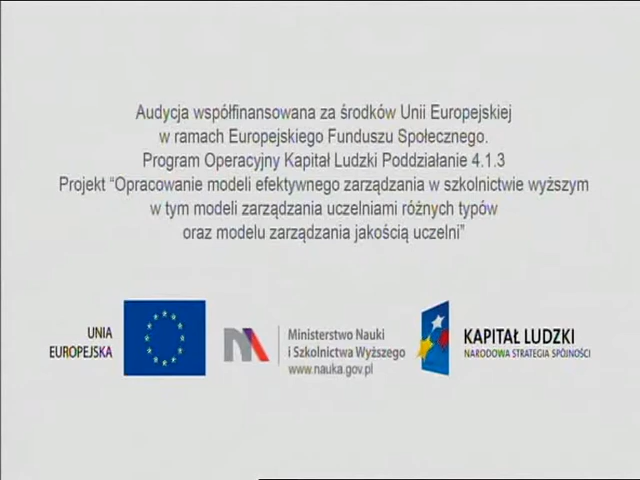 Audycja współfinansowana za środków Unii Europejskiej
w ramach Europejskiego Funduszu Społecznego.
Program Operacyjny Kapitał Ludzki Poddziałanie 4.1.3
Projekt “Opracowanie modeli efektywnego zarządzania w szkolnictwie wyższym
w tym modeli zarządzania uczelniami różnych typów
oraz modelu zarządzania jakością uczelni”
UNIA
EUROPEJSKA
Ministerstwo Nauki
i Szkolnictwa Wyższego
www.nauka.gov.pl
KAPITAŁ LUDZKI
NARODOWA STRATEGIA SPÓJNOŚCI